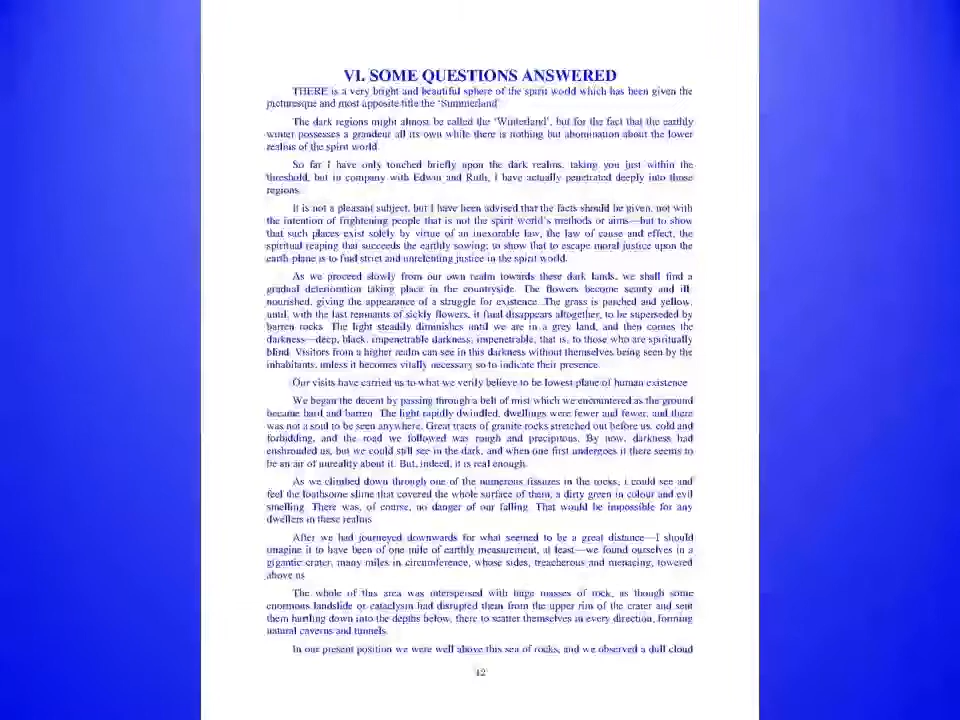 VI. SOME QUESTIONS ANSWERED
THERE is a very bright and beautiful sphere of the spirit world which has been given the
picturesque and most apposite title the ‘Summerland’
The dark regions might almost be called the ‘Winterland’, but for the fact that the earthly
winter possesses a grandeur all its own while there is nothing but abomination about the lower
realms of the spirit world.
So far I have only touched briefly upon the dark realms, taking you just within the
threshold, but in company with Edwin and Ruth, I have actually penetrated deeply into those
regions.
It is not a pleasant subject, but I have been advised that the facts should be given, not with
the intention of frightening people that is not the spirit world’s methods or aims—but to show
that such places exist solely by virtue of an inexorable law, the law of cause and effect, the
spiritual reaping that succeeds the earthly sowing; to show that to escape moral justice upon the
earth-plane is to find strict and unrelenting justice in the spirit world.
As we proceed slowly from our own realm towards these dark lands, we shall find a
gradual deterioration taking place in the countryside. The flowers become scanty and ill-
nourished, giving the appearance of a struggle for existence. The grass is parched and yellow,
until, with the last remnants of sickly flowers, it final disappears altogether, to be superseded by
barren rocks. The light steadily diminishes until we are in a grey land, and then comes the
darkness—deep, black, impenetrable darkness; impenetrable, that is, to those who are spiritually
blind. Visitors from a higher realm can see in this darkness without themselves being seen by the
inhabitants, unless it becomes vitally necessary so to indicate their presence.
Our visits have carried us to what we verily believe to be lowest plane of human existence.
We began the decent by passing through a belt of mist which we encountered as the ground
became hard and barren. The light rapidly dwindled, dwellings were fewer and fewer, and there
was not a soul to be seen anywhere. Great tracts of granite rocks stretched out before us, cold and
forbidding, and the road we followed was rough and precipitous. By now, darkness had
enshrouded us, but we could still see in the dark, and when one first undergoes it there seems to
be an air of unreality about it. But, indeed, it is real enough.
As we climbed down through one of the numerous fissures in the rocks, i could see and
feel the loathsome slime that covered the whole surface of them, a dirty green in colour and evil
smelling. There was, of course, no danger of our falling. That would be impossible for any
dwellers in these realms.
After we had journeyed downwards for what seemed to be a great distance—I should
imagine it to have been of one mile of earthly measurement, at least—we found ourselves in a
gigantic crater, many miles in circumference, whose sides, treacherous and menacing, towered
above us.
The whole of this area was interspersed with large masses of rock, as though some
enormous landslide or cataclysm had disrupted them from the upper rim of the crater and sent
them hurtling down into the depths below, there to scatter themselves in every direction, forming
natural caverns and tunnels.
In our present position we were well above this sea of rocks, and we observed a dull cloud
42